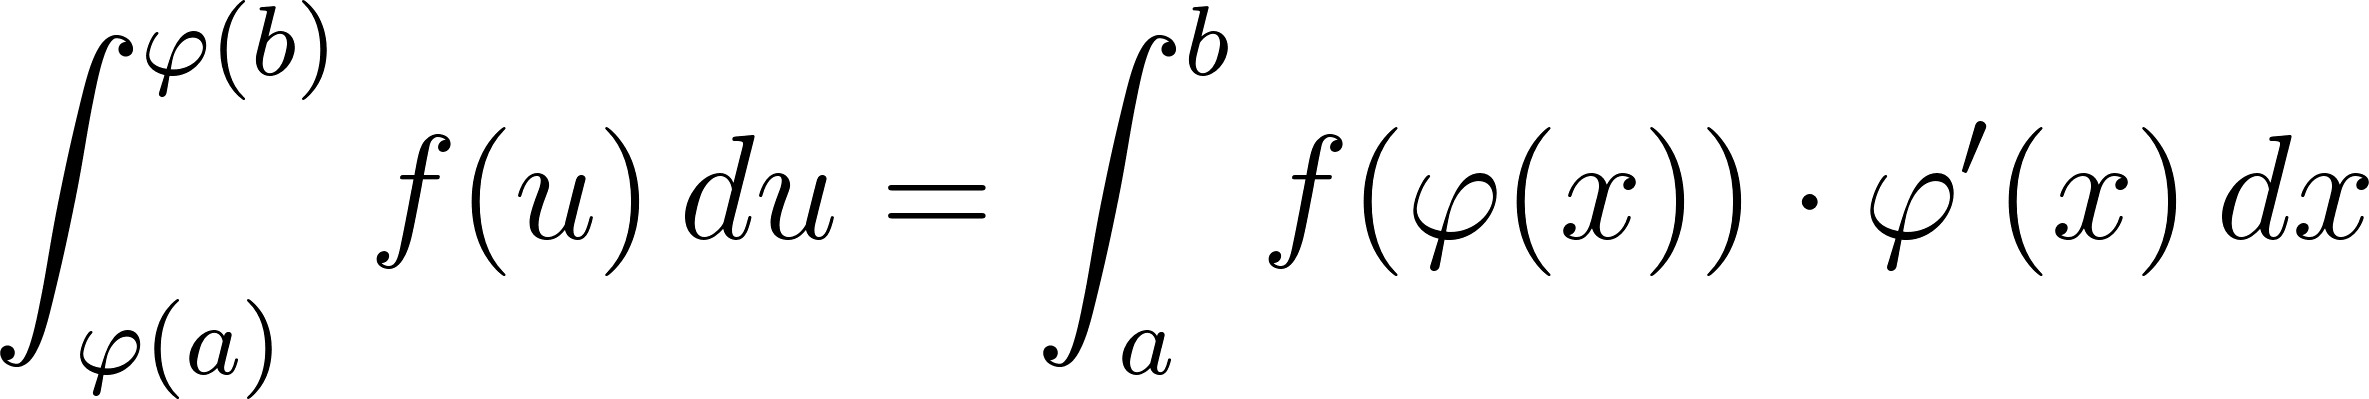 ∫_{φ(a)}^{φ(b)} f(u) du = ∫_a^b f(φ(x)) · φ′(x) dx